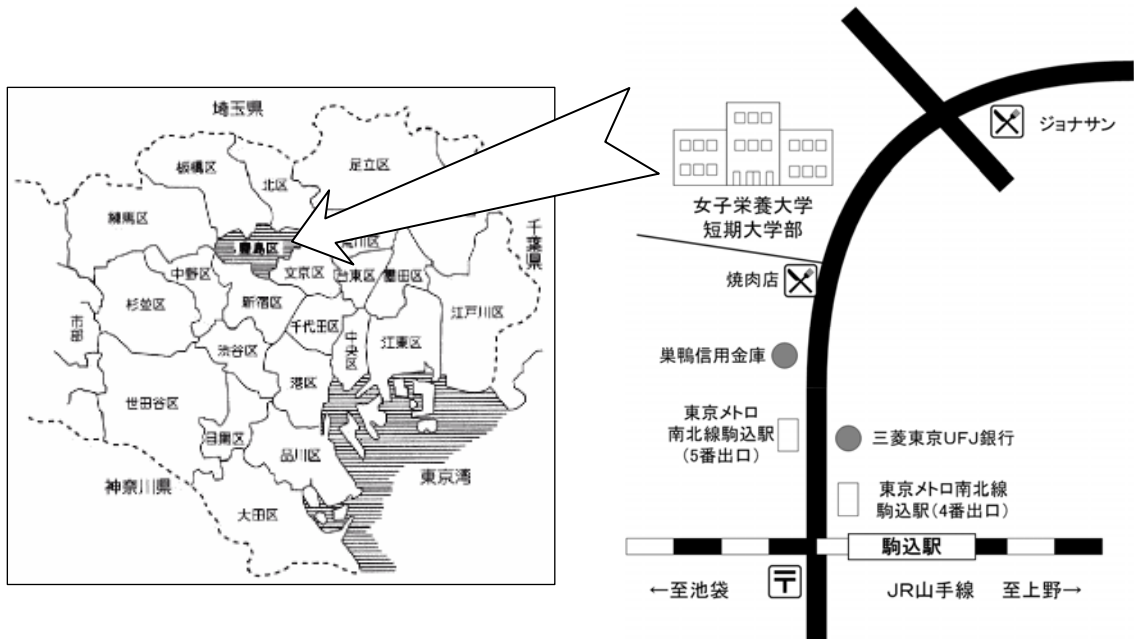 埼玉県
板橋区
北区
足立区
練馬区
豊島区
荒川区
千葉県
中野区
文京区
台東区
墨田区
杉並区
新宿区
江戸川区
市部
千代田区
中央区
江東区
渋谷区
港区
世田谷区
目黒区
品川区
神奈川県
東京湾
大田区
ジョナサン
女子栄養大学
短期大学部
焼肉店
巣鴨信用金庫
東京メトロ
南北線駒込駅
(5番出口)
三菱東京UFJ銀行
東京メトロ南北線
駒込駅(4番出口)
駒込駅
〒
←至池袋
JR山手線 至上野→